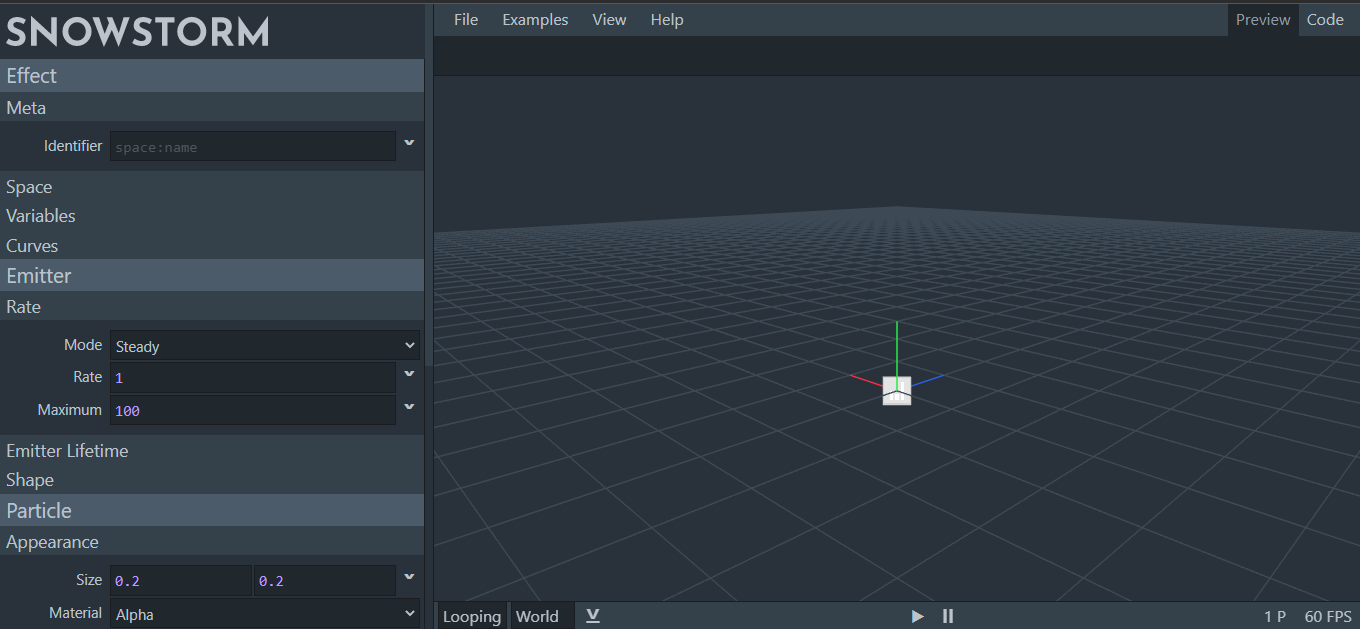 SNOWSTORM
Effect
Meta
Identifier space:name
Space
Variables
Curves
Emitter
Rate
Mode Steady
Rate 1
Maximum 100
Emitter Lifetime
Shape
Particle
Appearance
Size 0.2 0.2
Material Alpha
File Examples View Help Preview Code
Looping World 1 P 60 FPS